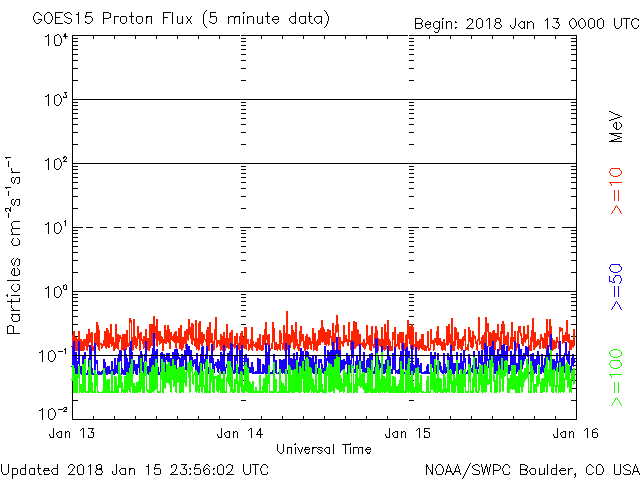 GOES15 Proton Flux (5 minute data)
Begin: 2018 Jan 13 0000 UTC
10⁴
10³
10²
10¹
10⁰
10⁻¹
10⁻²
Particles cm⁻²s⁻¹sr⁻¹
MeV
>=10
>=50
>=100
Jan 13
Jan 14
Jan 15
Jan 16
Universal Time
Updated 2018 Jan 15 23:56:02 UTC
NOAA/SWPC Boulder, CO USA